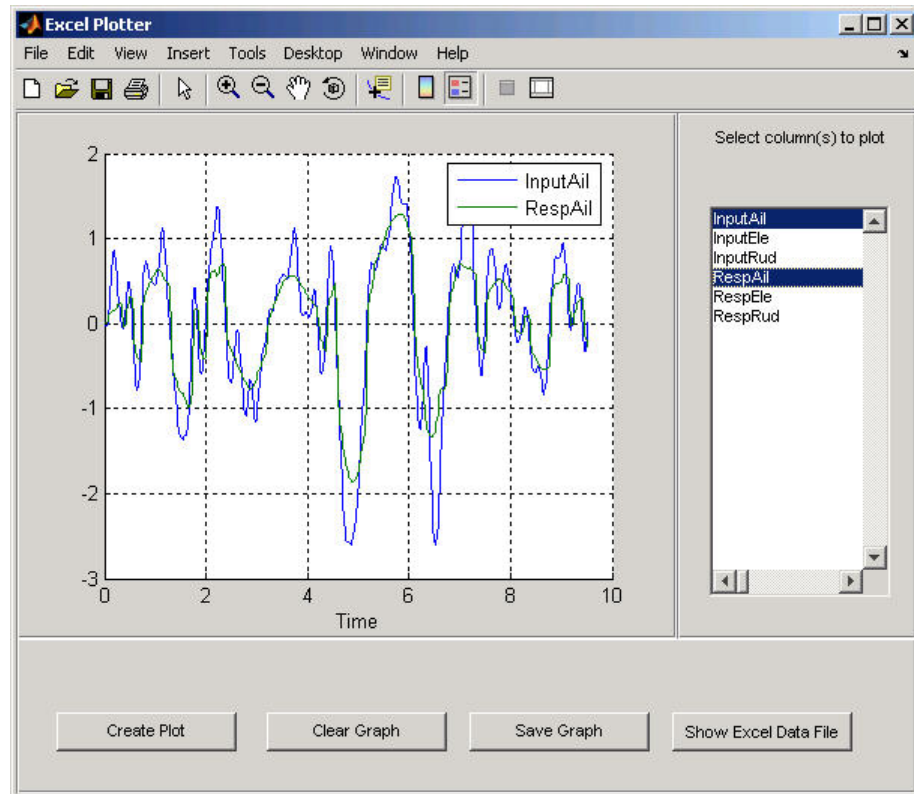 Excel Plotter
File Edit View Insert Tools Desktop Window Help
Select column(s) to plot
2
1
0
-1
-2
-3
0 2 4 6 8 10
Time
InputAil
RespAil
InputAil
InputEle
InputRud
RespAil
RespEle
RespRud
Create Plot Clear Graph Save Graph Show Excel Data File